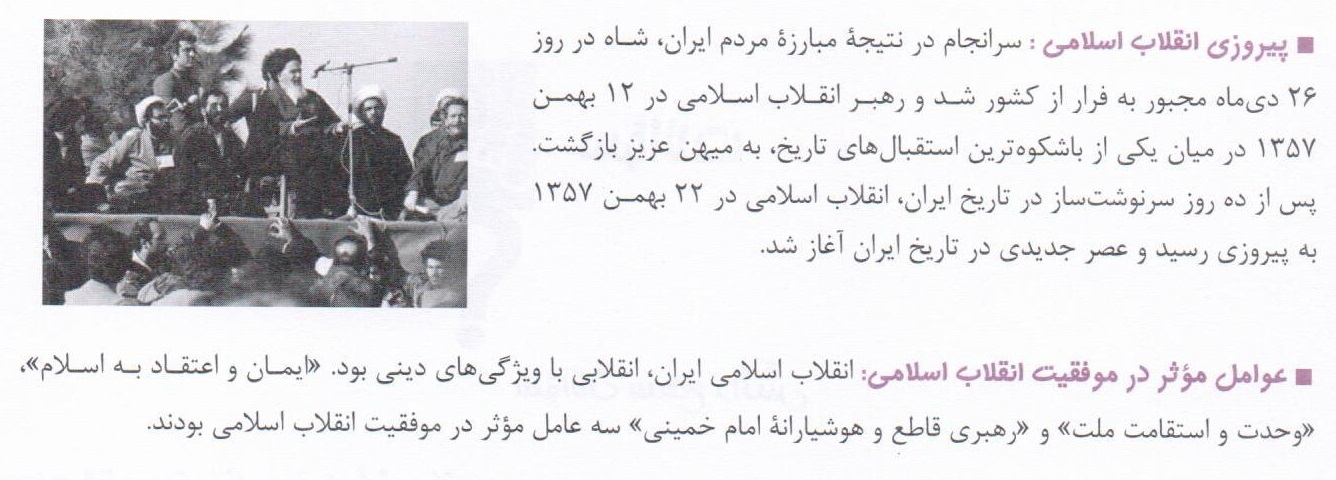 ■ پیروزی انقلاب اسلامی : سرانجام در نتیجۀ مبارزۀ مردم ایران، شاه در روز
۲۶ دی‌ماه مجبور به فرار از کشور شد و رهبر انقلاب اسلامی در ۱۲ بهمن
۱۳۵۷ در میان یکی از باشکوه‌ترین استقبال‌های تاریخ، به میهن عزیز بازگشت.
پس از ده روز سرنوشت‌ساز در تاریخ ایران، انقلاب اسلامی در ۲۲ بهمن ۱۳۵۷
به پیروزی رسید و عصر جدیدی در تاریخ ایران آغاز شد.
■ عوامل مؤثر در موفقیت انقلاب اسلامی: انقلاب اسلامی ایران، انقلابی با ویژگی‌های دینی بود. «ایمان و اعتقاد به اسلام»،
«وحدت و استقامت ملت» و «رهبری قاطع و هوشیارانۀ امام خمینی» سه عامل مؤثر در موفقیت انقلاب اسلامی بودند.